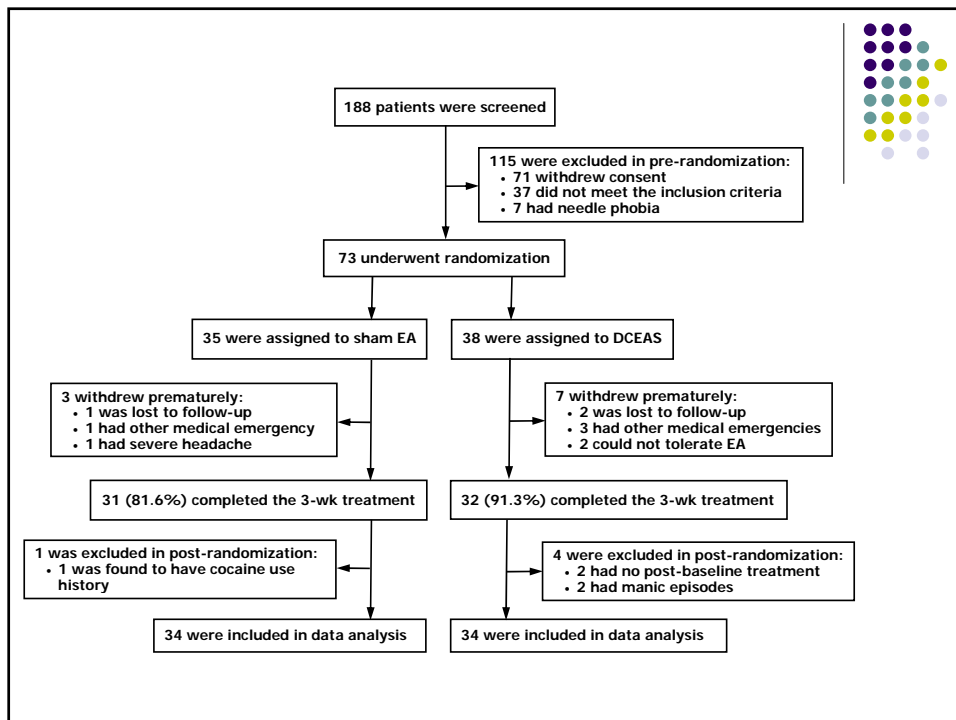 188 patients were screened
115 were excluded in pre-randomization:
• 71 withdrew consent
• 37 did not meet the inclusion criteria
• 7 had needle phobia
73 underwent randomization
35 were assigned to sham EA
38 were assigned to DCEAS
3 withdrew prematurely:
• 1 was lost to follow-up
• 1 had other medical emergency
• 1 had severe headache
7 withdrew prematurely:
• 2 was lost to follow-up
• 3 had other medical emergencies
• 2 could not tolerate EA
31 (81.6%) completed the 3-wk treatment
32 (91.3%) completed the 3-wk treatment
1 was excluded in post-randomization:
• 1 was found to have cocaine use
history
4 were excluded in post-randomization:
• 2 had no post-baseline treatment
• 2 had manic episodes
34 were included in data analysis
34 were included in data analysis